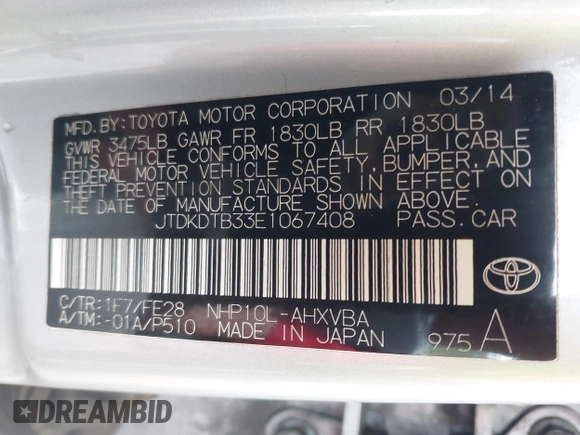 MFD.BY:TOYOTA MOTOR CORPORATION 03/14
GVWR 3475LB GAWR FR 1830LB RR 1830LB
THIS VEHICLE CONFORMS TO ALL APPLICABLE
FEDERAL MOTOR VEHICLE SAFETY, BUMPER, AND
THEFT PREVENTION STANDARDS IN EFFECT ON
THE DATE OF MANUFACTURE SHOWN ABOVE.
JTDKDTB33E1067408 PASS.CAR
C/TR:1F7/FE28 NHP10L-AHXVBA
A/TM:-01A/P510 MADE IN JAPAN 975 A
TOYOTA
DREAMBID